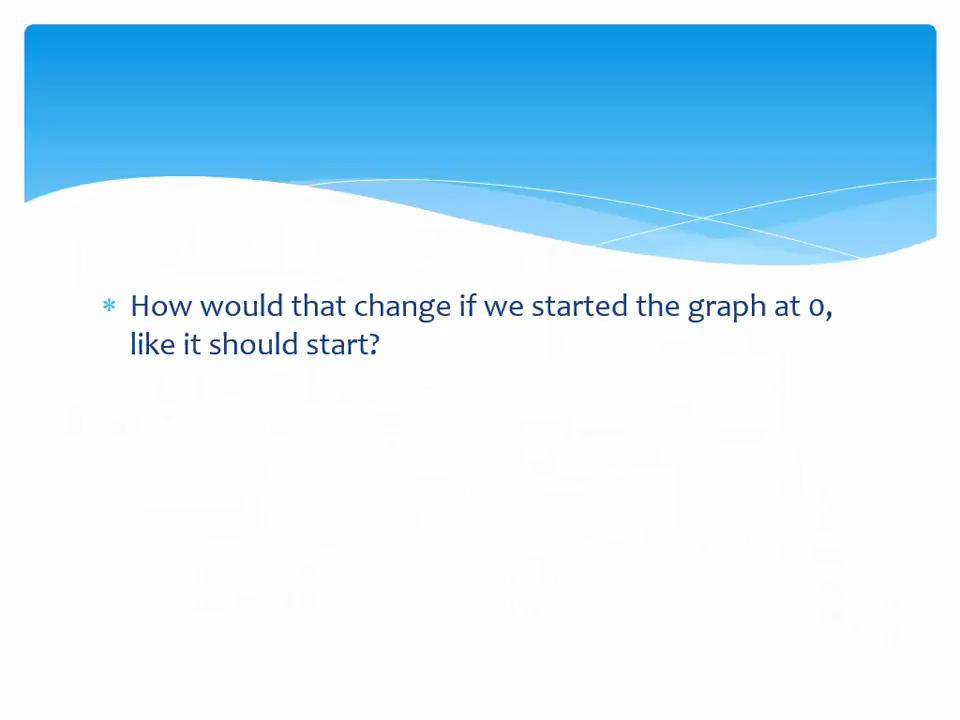 * How would that change if we started the graph at 0,
like it should start?